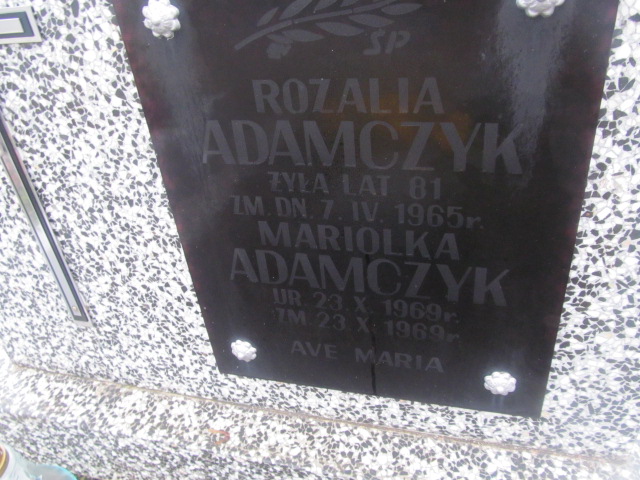 ŚP
ROZALIA
ADAMCZYK
ŻYŁA LAT 81
ZM. DN. 7. IV. 1965r.
MARIOLKA
ADAMCZYK
UR. 23 X 1969r.
ZM. 23 X 1969r.
AVE MARIA